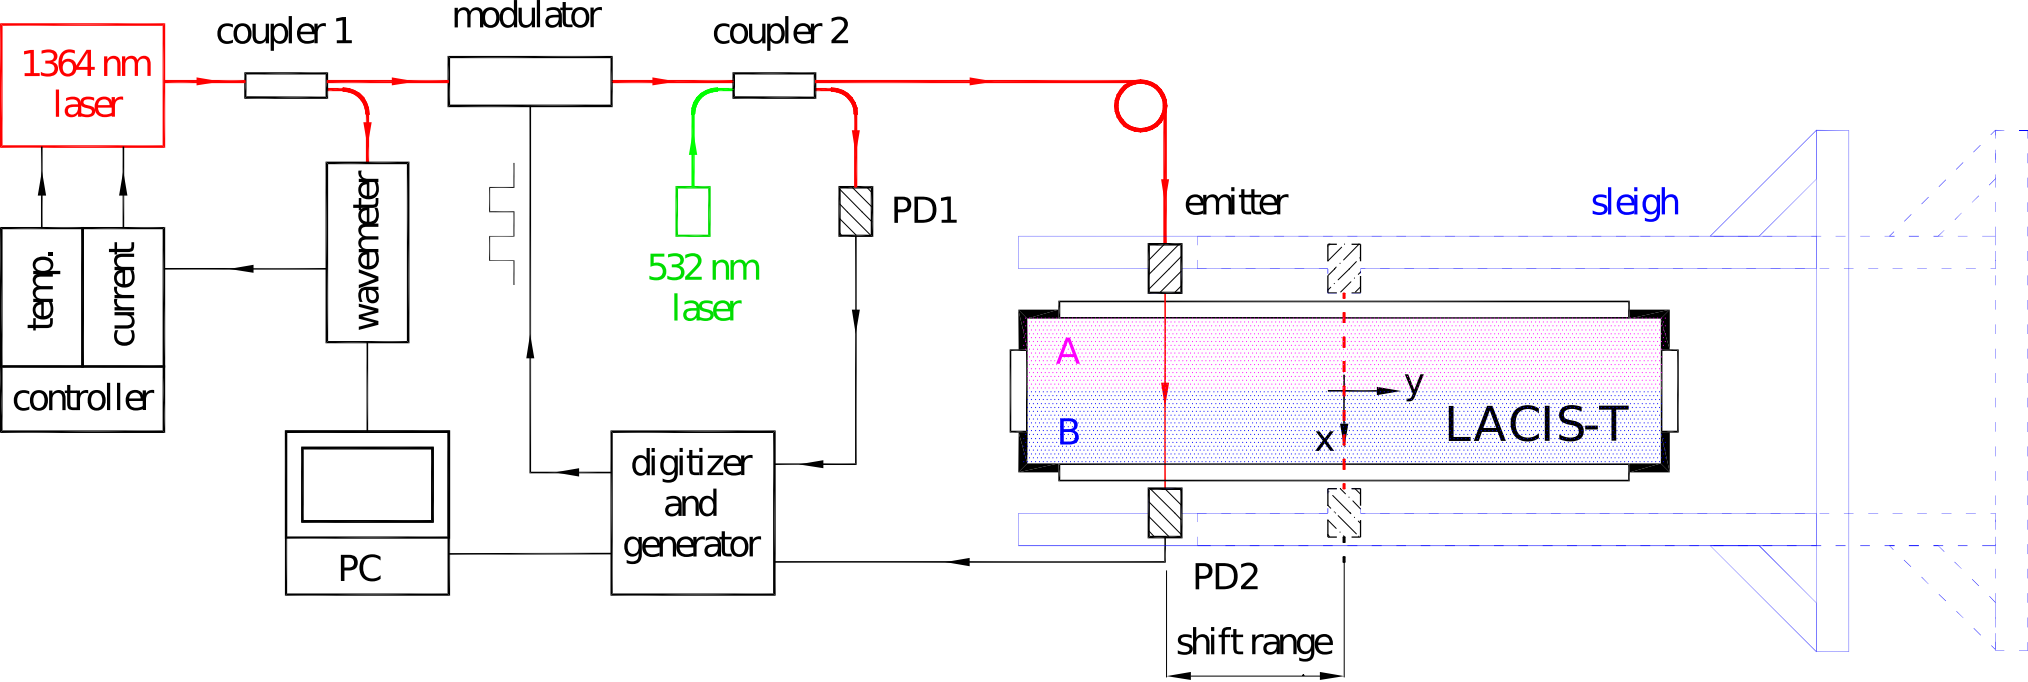 modulator
coupler 1
coupler 2
1364 nm
laser
wavemeter
PD1
emitter
sleigh
temp.
current
532 nm
laser
controller
A
y
B
x
LACIS-T
digitizer
and
generator
PC
PD2
shift range